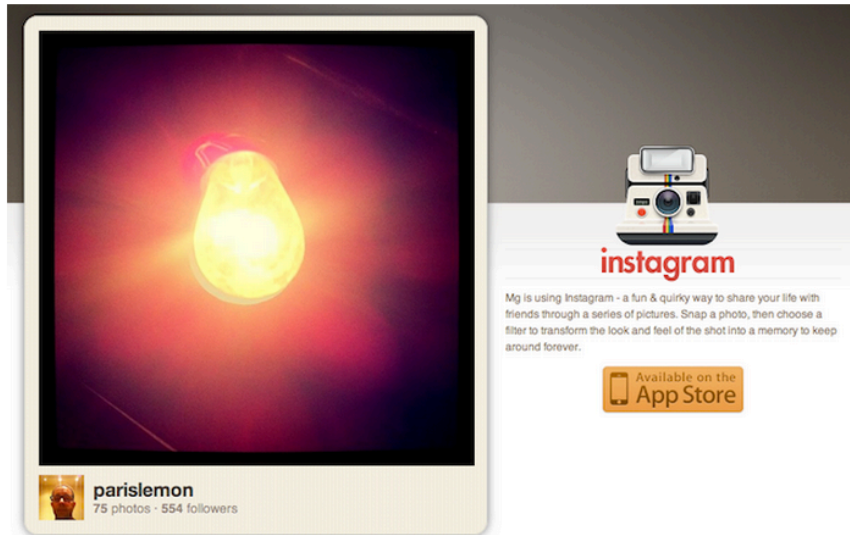 parislemon
75 photos · 554 followers
instagram
Mg is using Instagram - a fun & quirky way to share your life with
friends through a series of pictures. Snap a photo, then choose a
filter to transform the look and feel of the shot into a memory to keep
around forever.
Available on the
App Store